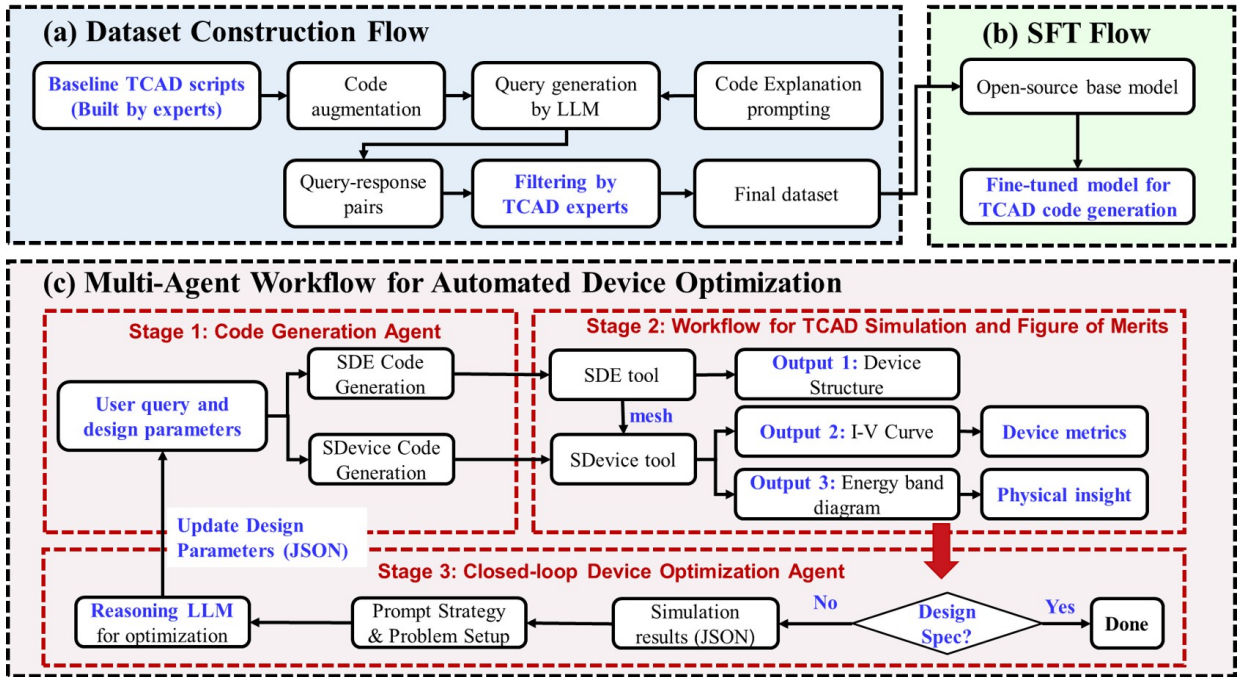 (a) Dataset Construction Flow
Baseline TCAD scripts
(Built by experts)
Code
augmentation
Query generation
by LLM
Code Explanation
prompting
Query-response
pairs
Filtering by
TCAD experts
Final dataset
(b) SFT Flow
Open-source base model
Fine-tuned model for
TCAD code generation
(c) Multi-Agent Workflow for Automated Device Optimization
Stage 1: Code Generation Agent
User query and
design parameters
SDE Code
Generation
SDevice Code
Generation
Stage 2: Workflow for TCAD Simulation and Figure of Merits
SDE tool
mesh
SDevice tool
Output 1: Device
Structure
Output 2: I-V Curve
Device metrics
Output 3: Energy band
diagram
Physical insight
Update Design
Parameters (JSON)
Stage 3: Closed-loop Device Optimization Agent
Reasoning LLM
for optimization
Prompt Strategy
& Problem Setup
Simulation
results (JSON)
No
Design
Spec?
Yes
Done